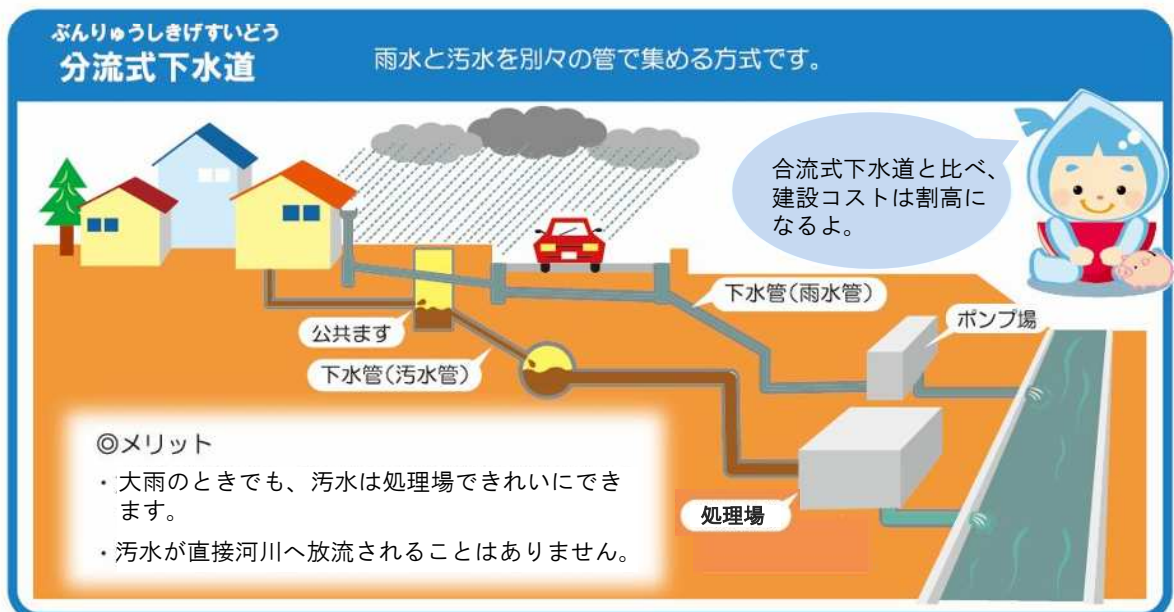 ぶんりゅうしきげすいどう
分流式下水道
雨水と汚水を別々の管で集める方式です。
合流式下水道と比べ、
建設コストは割高に
なるよ。
下水管(雨水管)
ポンプ場
公共ます
下水管(汚水管)
◎メリット
・大雨のときでも、汚水は処理場できれいにでき
ます。
・汚水が直接河川へ放流されることはありません。
処理場